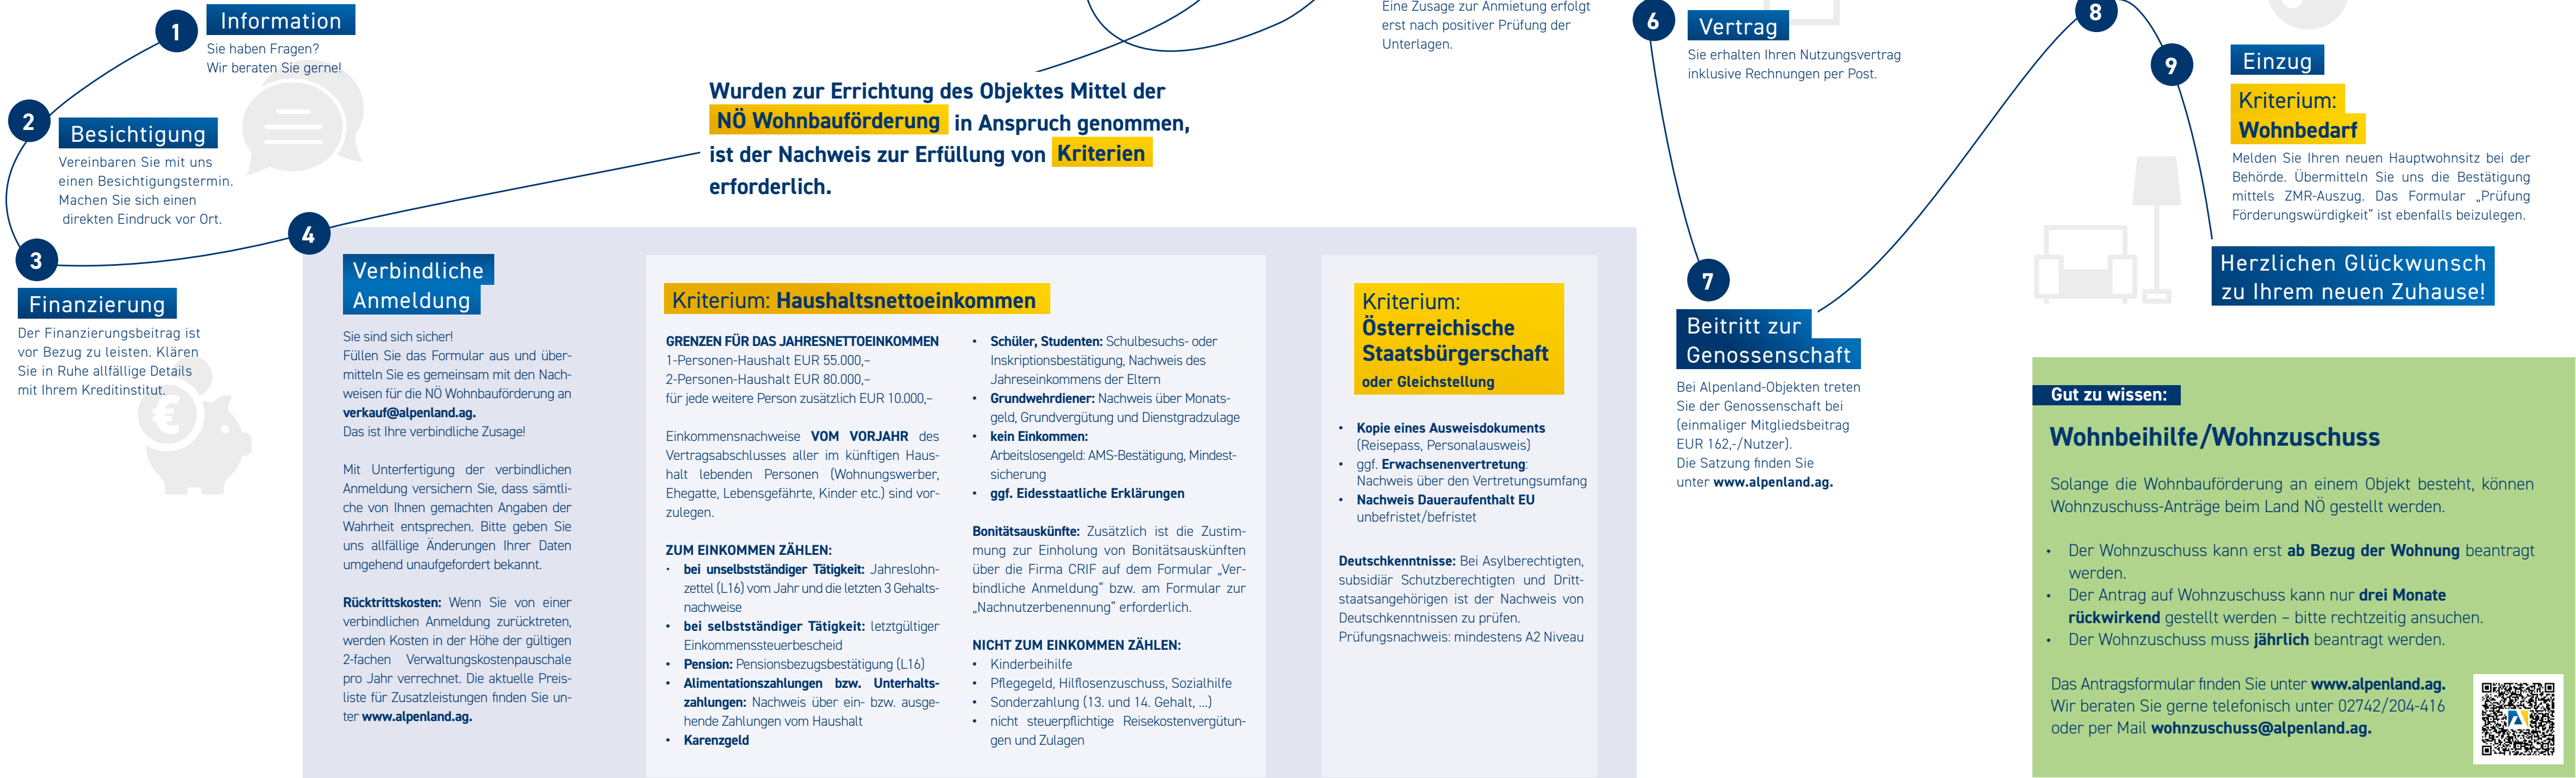 1
Information
Sie haben Fragen?
Wir beraten Sie gerne!
2
Besichtigung
Vereinbaren Sie mit uns
einen Besichtigungstermin.
Machen Sie sich einen
direkten Eindruck vor Ort.
3
Finanzierung
Der Finanzierungsbeitrag ist
vor Bezug zu leisten. Klären
Sie in Ruhe allfällige Details
mit Ihrem Kreditinstitut.
€
Wurden zur Errichtung des Objektes Mittel der
NÖ Wohnbauförderung in Anspruch genommen,
ist der Nachweis zur Erfüllung von Kriterien
erforderlich.
4
Verbindliche
Anmeldung
Sie sind sich sicher!
Füllen Sie das Formular aus und über-
mitteln Sie es gemeinsam mit den Nach-
weisen für die NÖ Wohnbauförderung an
verkauf@alpenland.ag.
Das ist Ihre verbindliche Zusage!
Mit Unterfertigung der verbindlichen
Anmeldung versichern Sie, dass sämtli-
che von Ihnen gemachten Angaben der
Wahrheit entsprechen. Bitte geben Sie
uns allfällige Änderungen Ihrer Daten
umgehend unaufgefordert bekannt.
Rücktrittskosten: Wenn Sie von einer
verbindlichen Anmeldung zurücktreten,
werden Kosten in der Höhe der gültigen
2-fachen Verwaltungskostenpauschale
pro Jahr verrechnet. Die aktuelle Preis-
liste für Zusatzleistungen finden Sie un-
ter www.alpenland.ag.
Kriterium: Haushaltsnettoeinkommen
GRENZEN FÜR DAS JAHRESNETTOEINKOMMEN
1-Personen-Haushalt EUR 55.000,–
2-Personen-Haushalt EUR 80.000,–
für jede weitere Person zusätzlich EUR 10.000,–
Einkommensnachweise VOM VORJAHR des
Vertragsabschlusses aller im künftigen Haus-
halt lebenden Personen (Wohnungswerber,
Ehegatte, Lebensgefährte, Kinder etc.) sind vor-
zulegen.
ZUM EINKOMMEN ZÄHLEN:
• bei unselbstständiger Tätigkeit: Jahreslohn-
zettel (L16) vom Jahr und die letzten 3 Gehalts-
nachweise
• bei selbstständiger Tätigkeit: letztgültiger
Einkommenssteuerbescheid
• Pension: Pensionsbezugsbestätigung (L16)
• Alimentationszahlungen bzw. Unterhalts-
zahlungen: Nachweis über ein- bzw. ausge-
hende Zahlungen vom Haushalt
• Karenzgeld
• Schüler, Studenten: Schulbesuchs- oder
Inskriptionsbestätigung, Nachweis des
Jahreseinkommens der Eltern
• Grundwehrdiener: Nachweis über Monats-
geld, Grundvergütung und Dienstgradzulage
• kein Einkommen:
Arbeitslosengeld: AMS-Bestätigung, Mindest-
sicherung
• ggf. Eidesstaatliche Erklärungen
Bonitätsauskünfte: Zusätzlich ist die Zustim-
mung zur Einholung von Bonitätsauskünften
über die Firma CRIF auf dem Formular „Ver-
bindliche Anmeldung“ bzw. am Formular zur
„Nachnutzerbenennung“ erforderlich.
NICHT ZUM EINKOMMEN ZÄHLEN:
• Kinderbeihilfe
• Pflegegeld, Hilflosenzuschuss, Sozialhilfe
• Sonderzahlung (13. und 14. Gehalt, ...)
• nicht steuerpflichtige Reisekostenvergütun-
gen und Zulagen
Eine Zusage zur Anmietung erfolgt
erst nach positiver Prüfung der
Unterlagen.
Kriterium:
Österreichische
Staatsbürgerschaft
oder Gleichstellung
• Kopie eines Ausweisdokuments
(Reisepass, Personalausweis)
• ggf. Erwachsenenvertretung:
Nachweis über den Vertretungsumfang
• Nachweis Daueraufenthalt EU
unbefristet/befristet
Deutschkenntnisse: Bei Asylberechtigten,
subsidiär Schutzberechtigten und Dritt-
staatsangehörigen ist der Nachweis von
Deutschkenntnissen zu prüfen.
Prüfungsnachweis: mindestens A2 Niveau
6
Vertrag
Sie erhalten Ihren Nutzungsvertrag
inklusive Rechnungen per Post.
7
Beitritt zur
Genossenschaft
Bei Alpenland-Objekten treten
Sie der Genossenschaft bei
(einmaliger Mitgliedsbeitrag
EUR 162,-/Nutzer).
Die Satzung finden Sie
unter www.alpenland.ag.
8
9
Einzug
Kriterium:
Wohnbedarf
Melden Sie Ihren neuen Hauptwohnsitz bei der
Behörde. Übermitteln Sie uns die Bestätigung
mittels ZMR-Auszug. Das Formular „Prüfung
Förderungswürdigkeit“ ist ebenfalls beizulegen.
Herzlichen Glückwunsch
zu Ihrem neuen Zuhause!
Gut zu wissen:
Wohnbeihilfe/Wohnzuschuss
Solange die Wohnbauförderung an einem Objekt besteht, können
Wohnzuschuss-Anträge beim Land NÖ gestellt werden.
• Der Wohnzuschuss kann erst ab Bezug der Wohnung beantragt
werden.
• Der Antrag auf Wohnzuschuss kann nur drei Monate
rückwirkend gestellt werden – bitte rechtzeitig ansuchen.
• Der Wohnzuschuss muss jährlich beantragt werden.
Das Antragsformular finden Sie unter www.alpenland.ag.
Wir beraten Sie gerne telefonisch unter 02742/204-416
oder per Mail wohnzuschuss@alpenland.ag.